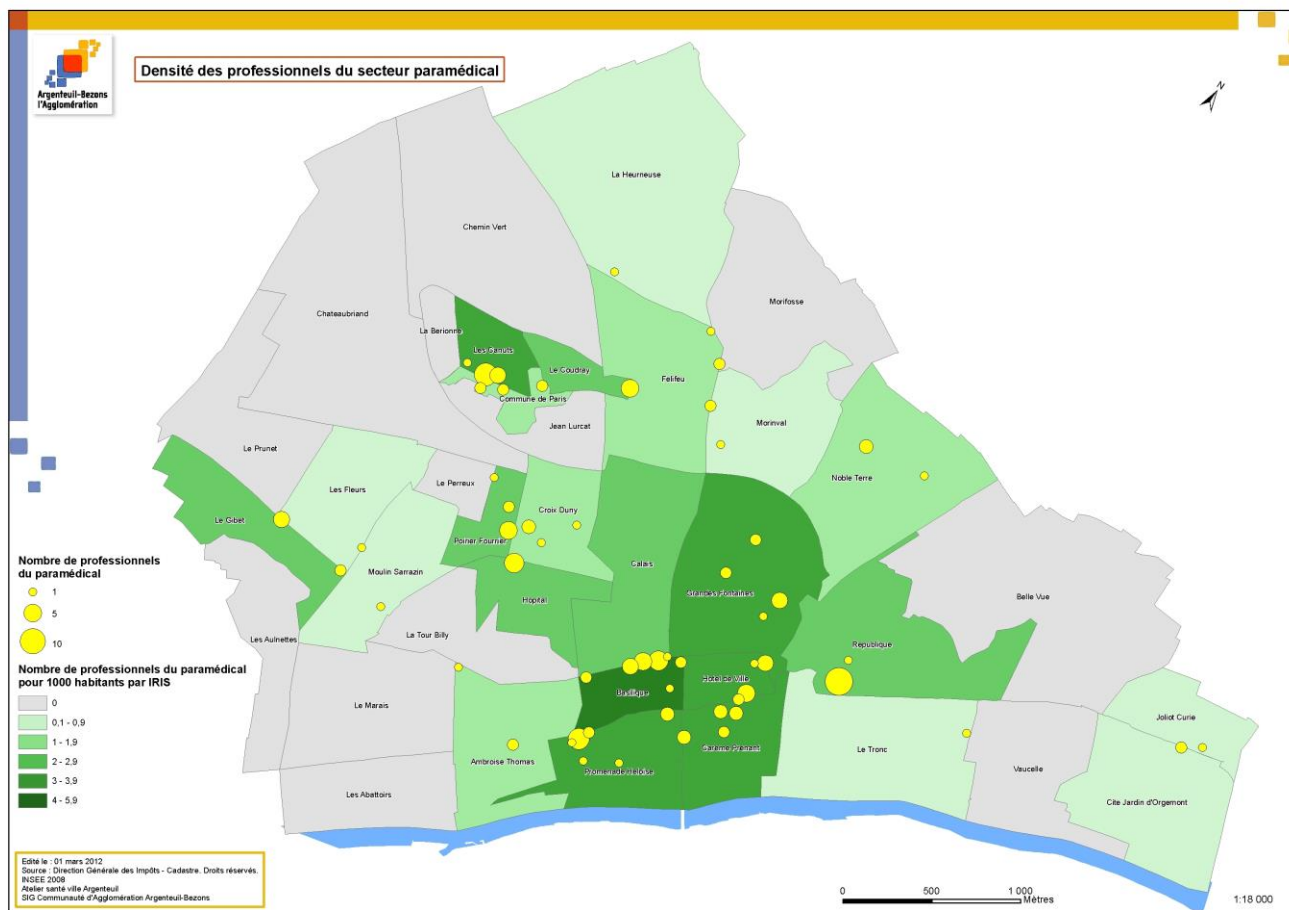 Argenteuil-Bezons
l'Agglomération
Densité des professionnels du secteur paramédical
N
La Heurneuse
Chemin Vert
Morifosse
Chateaubriand
La Berionne
Les Ganuis
Le Coudray
Felifeu
Commune de Paris
Jean Lurcat
Morinval
Le Prunet
Noble Terre
Le Perreux
Les Fleurs
Croix Duny
Le Gibet
Poirier Fournier
Calais
Moulin Sarrazin
Grandes Fontaines
Belle Vue
Hopital
Les Aulnettes
La Tour Billy
Republique
Basilique
Hotel de Ville
Le Marais
Joliot Curie
Ambroise Thomas
Careme Prenant
Le Tronc
Promenade Heloise
Vaucelle
Les Abattoirs
Cite Jardin d'Orgemont
Nombre de professionnels
du paramédical
1
5
10
Nombre de professionnels du paramédical
pour 1000 habitants par IRIS
0
0,1 - 0,9
1 - 1,9
2 - 2,9
3 - 3,9
4 - 5,9
Edité le : 01 mars 2012
Source : Direction Générale des Impôts - Cadastre. Droits réservés.
INSEE 2008
Atelier santé ville Argenteuil
SIG Communauté d'Agglomération Argenteuil-Bezons
0 500 1 000
Mètres
1:18 000